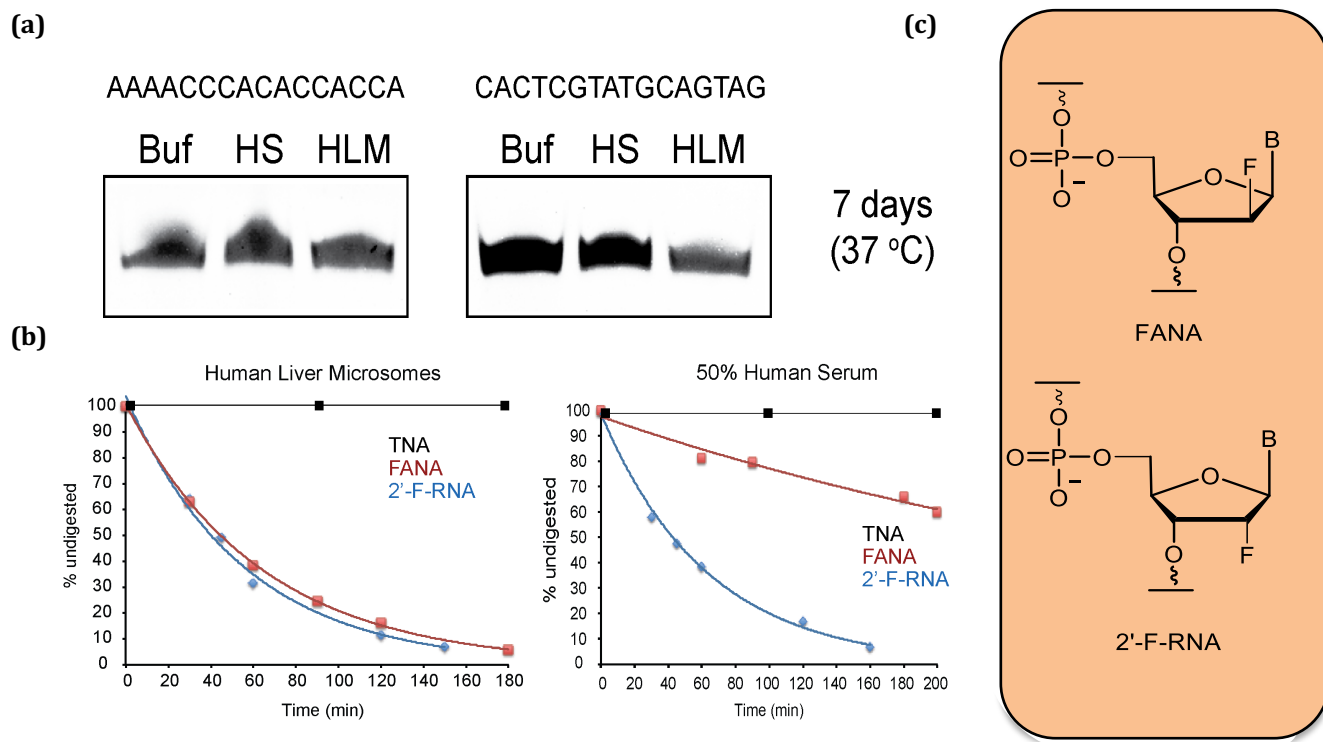 (a)
AAAACCCACACCACCA
Buf HS HLM
CACTCGTATGCAGTAG
Buf HS HLM
7 days
(37 ºC)
(b)
Human Liver Microsomes
% undigested
100
90
80
70
60
50
40
30
20
10
0
TNA
FANA
2'-F-RNA
0 20 40 60 80 100 120 140 160 180
Time (min)
50% Human Serum
% undigested
100
90
80
70
60
50
40
30
20
10
0
TNA
FANA
2'-F-RNA
0 20 40 60 80 100 120 140 160 180 200
Time (min)
(c)
O
O=P-O
O
−
O
F
B
O
FANA
O
O=P-O
O
−
O
B
F
O
2'-F-RNA